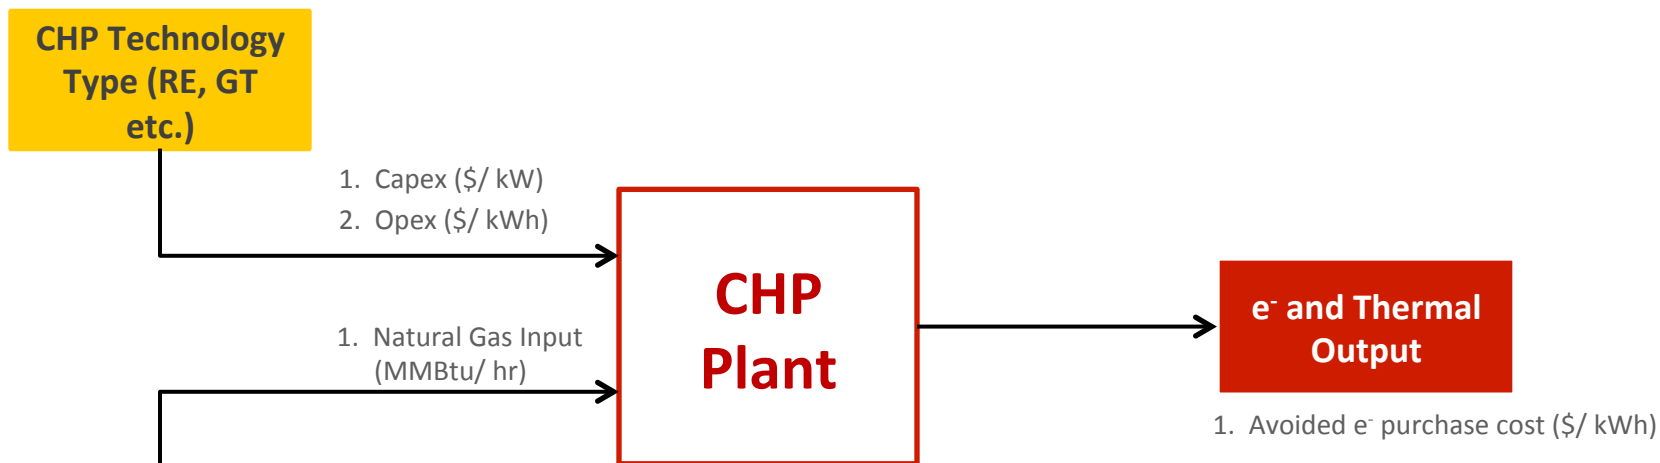 CHP Technology
Type (RE, GT
etc.)
1. Capex ($/ kW)
2. Opex ($/ kWh)
1. Natural Gas Input
(MMBtu/ hr)
CHP
Plant
e⁻ and Thermal
Output
1. Avoided e⁻ purchase cost ($/ kWh)